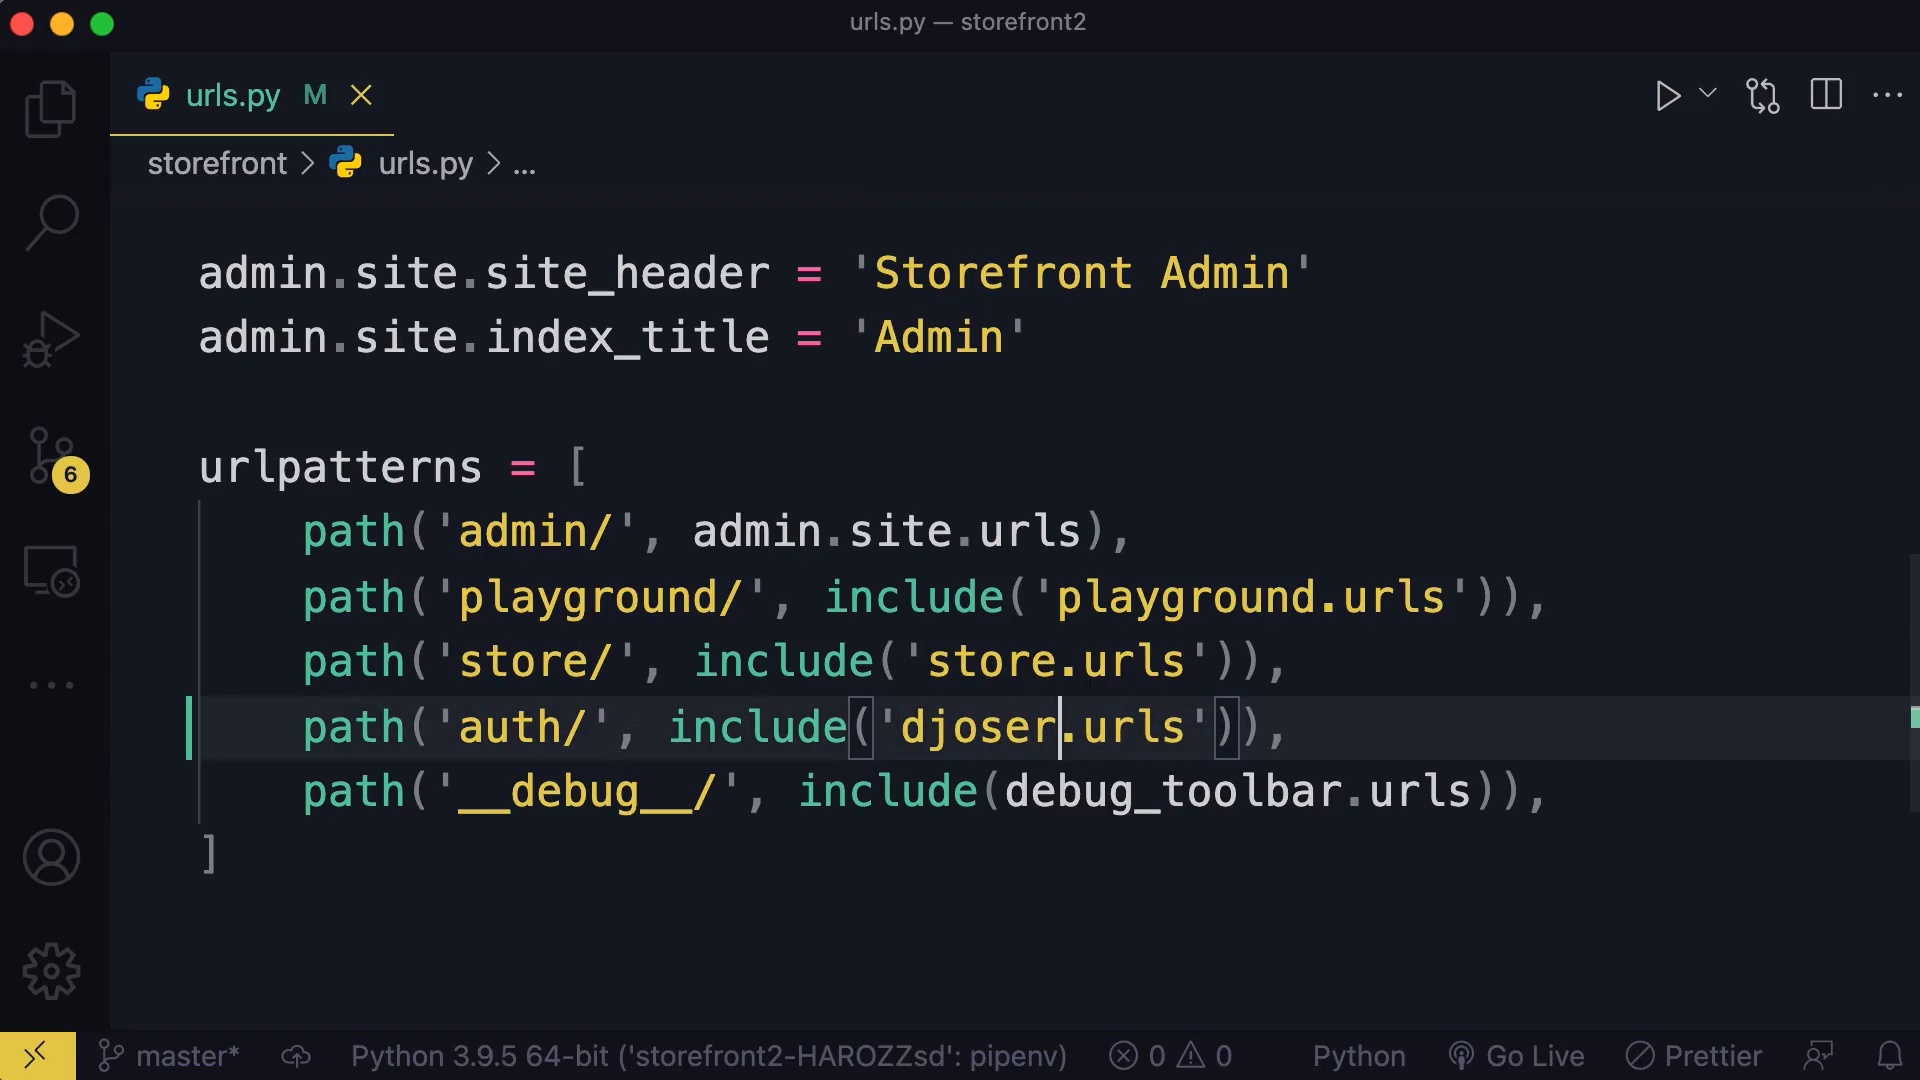 urls.py — storefront2
urls.py M
storefront > urls.py > ...
admin.site.site_header = 'Storefront Admin'
admin.site.index_title = 'Admin'
urlpatterns = [
    path('admin/', admin.site.urls),
    path('playground/', include('playground.urls')),
    path('store/', include('store.urls')),
    path('auth/', include('djoser.urls')),
    path('__debug__/', include(debug_toolbar.urls)),
]
6
master* Python 3.9.5 64-bit ('storefront2-HAROZZsd': pipenv) 0 0 Python Go Live Prettier